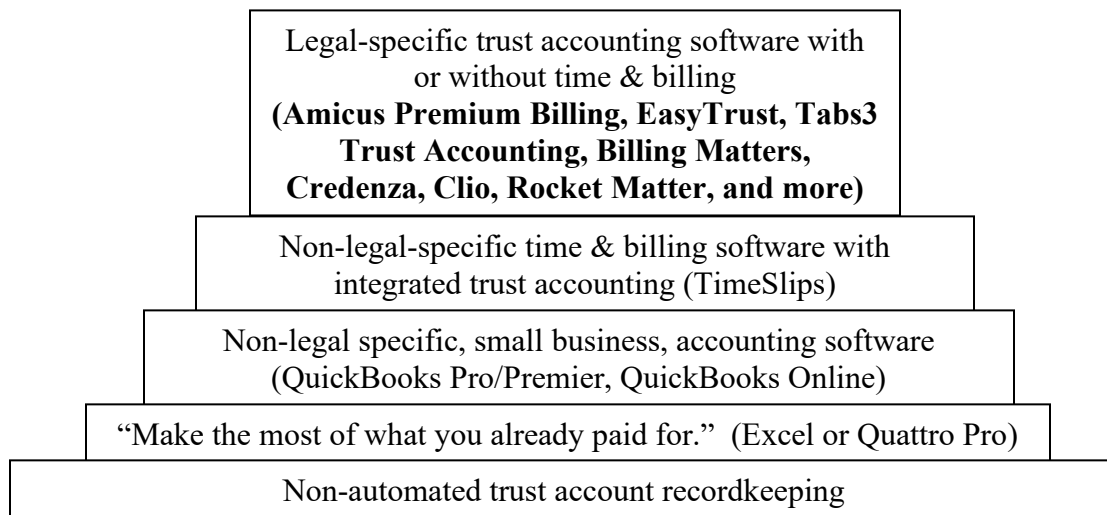 Legal-specific trust accounting software with
or without time & billing
(Amicus Premium Billing, EasyTrust, Tabs3
Trust Accounting, Billing Matters,
Credenza, Clio, Rocket Matter, and more)
Non-legal-specific time & billing software with
integrated trust accounting (TimeSlips)
Non-legal specific, small business, accounting software
(QuickBooks Pro/Premier, QuickBooks Online)
“Make the most of what you already paid for.”  (Excel or Quattro Pro)
Non-automated trust account recordkeeping